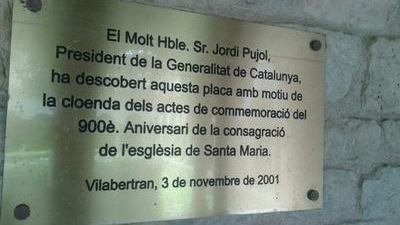 El Molt Hble. Sr. Jordi Pujol,
President de la Generalitat de Catalunya,
ha descobert aquesta placa amb motiu de
la cloenda dels actes de commemoració del
900è. Aniversari de la consagració
de l'esglèsia de Santa Maria.
Vilabertran, 3 de novembre de 2001